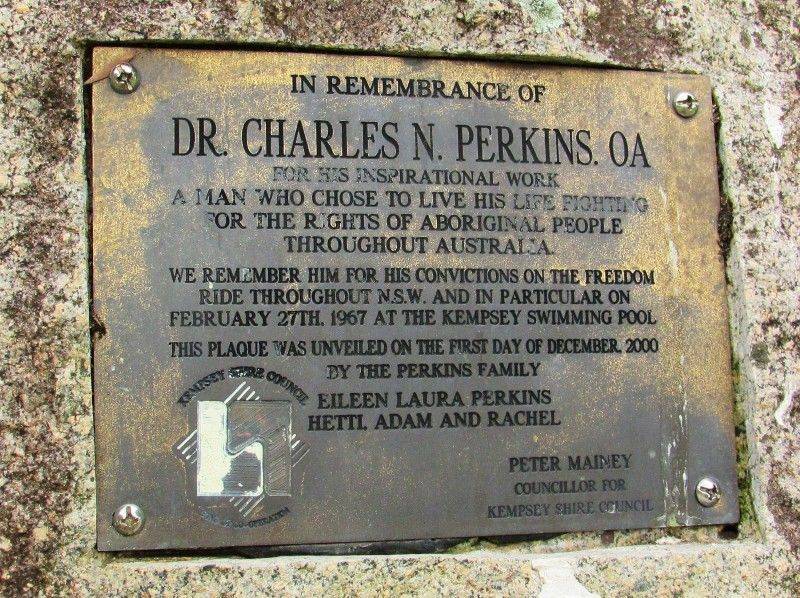 IN REMEMBRANCE OF
DR. CHARLES N. PERKINS. OA
FOR HIS INSPIRATIONAL WORK
A MAN WHO CHOSE TO LIVE HIS LIFE FIGHTING
FOR THE RIGHTS OF ABORIGINAL PEOPLE
THROUGHOUT AUSTRALIA.
WE REMEMBER HIM FOR HIS CONVICTIONS ON THE FREEDOM
RIDE THROUGHOUT N.S.W. AND IN PARTICULAR ON
FEBRUARY 27TH, 1967 AT THE KEMPSEY SWIMMING POOL
THIS PLAQUE WAS UNVEILED ON THE FIRST DAY OF DECEMBER, 2000
BY THE PERKINS FAMILY
EILEEN LAURA PERKINS
HETTI, ADAM AND RACHEL
KEMPSEY SHIRE COUNCIL
CO-OPERATION
PETER MAINEY
COUNCILLOR FOR
KEMPSEY SHIRE COUNCIL